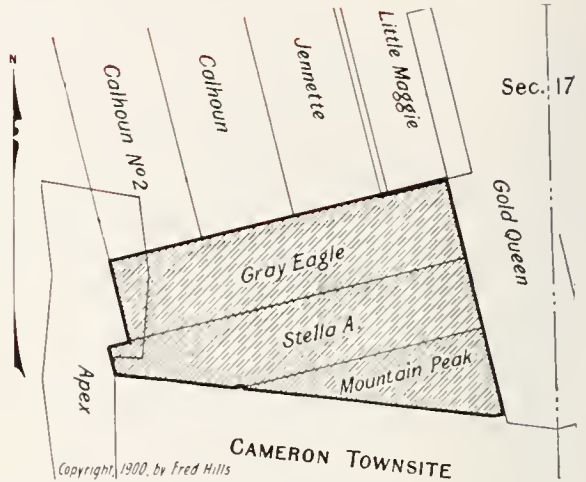 N
Calhoun Nº2
Calhoun
Jennette
Little Maggie
Sec. 17
Gold Queen
Gray Eagle
Stella A.
Mountain Peak
Apex
CAMERON TOWNSITE
Copyright, 1900, by Fred Hills